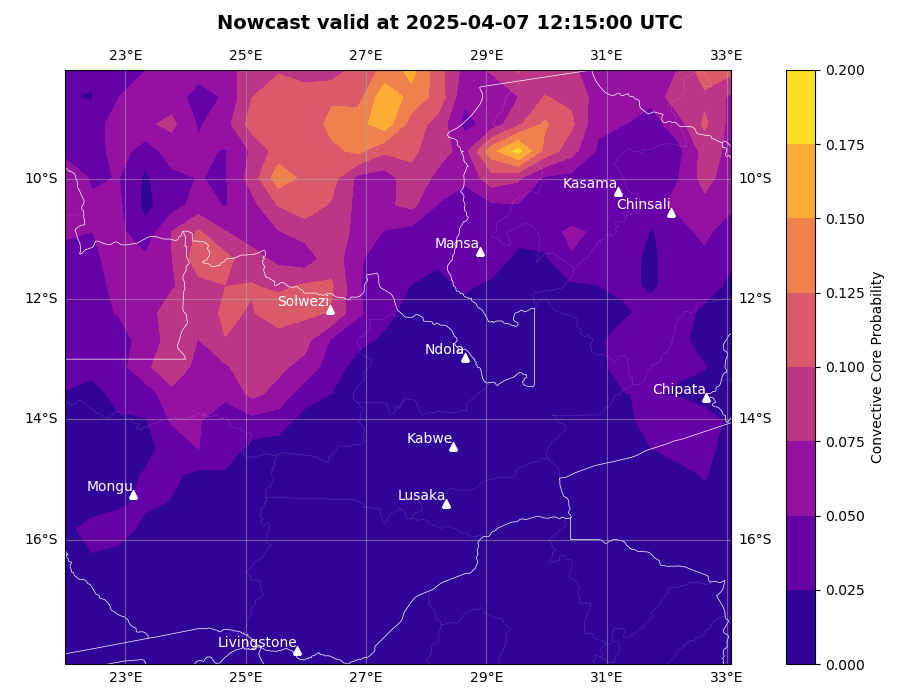 Nowcast valid at 2025-04-07 12:15:00 UTC
23°E 25°E 27°E 29°E 31°E 33°E
0.200
0.175
10°S 10°S
Kasama
Chinsali
0.150
Mansa
12°S 12°S
Solwezi
0.125
Ndola
0.100
Chipata
14°S 14°S
Kabwe
0.075
Convective Core Probability
Mongu
Lusaka
0.050
16°S 16°S
0.025
Livingstone
0.000
23°E 25°E 27°E 29°E 31°E 33°E